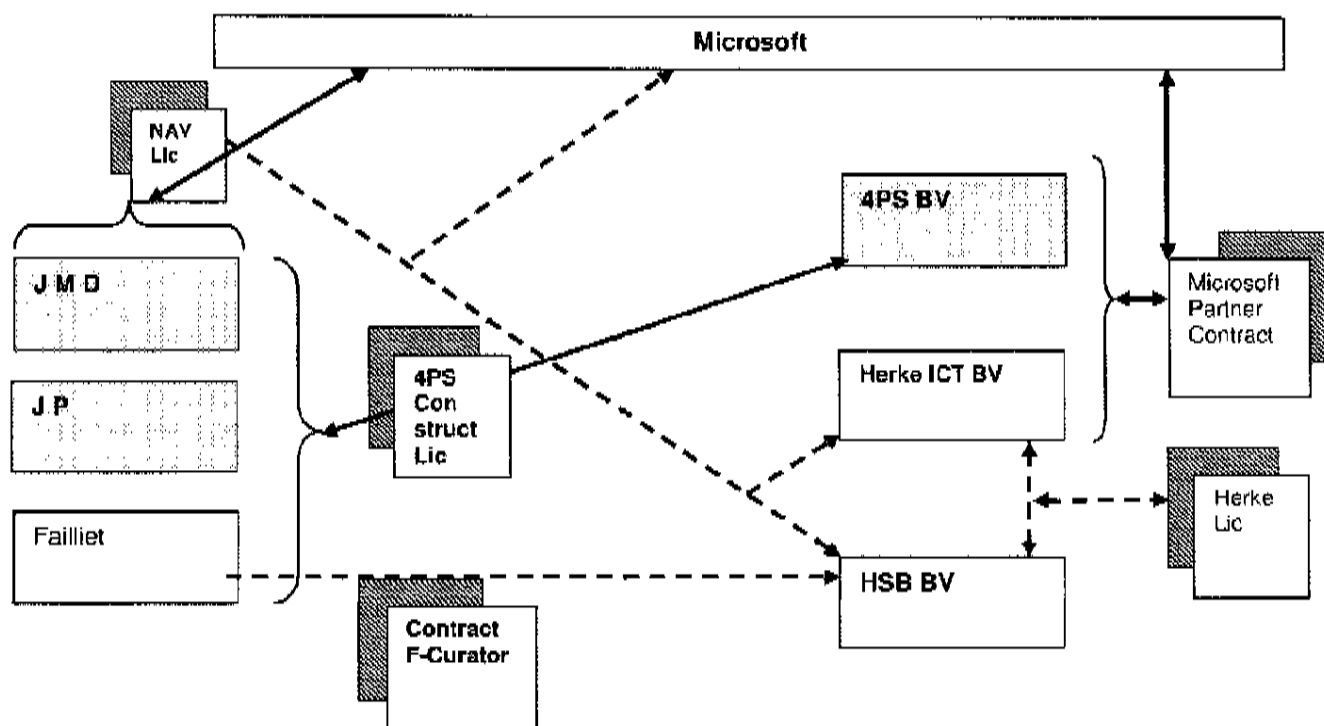 Microsoft
NAV
Lic
4PS BV
J M D
Microsoft
Partner
Contract
4PS
Con
struct
Lic
Herke ICT BV
J P
Herke
Lic
Failliet
HSB BV
Contract
F-Curator